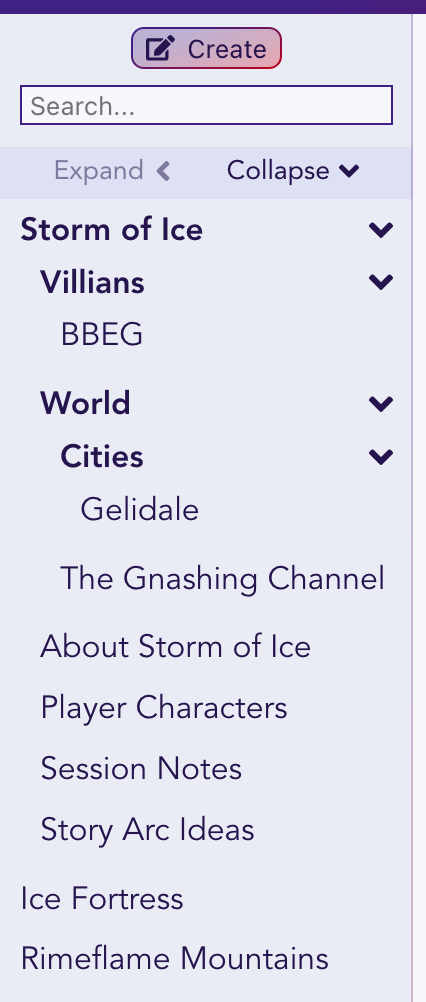 Create
Search...
Expand Collapse
Storm of Ice
Villians
BBEG
World
Cities
Gelidale
The Gnashing Channel
About Storm of Ice
Player Characters
Session Notes
Story Arc Ideas
Ice Fortress
Rimeflame Mountains